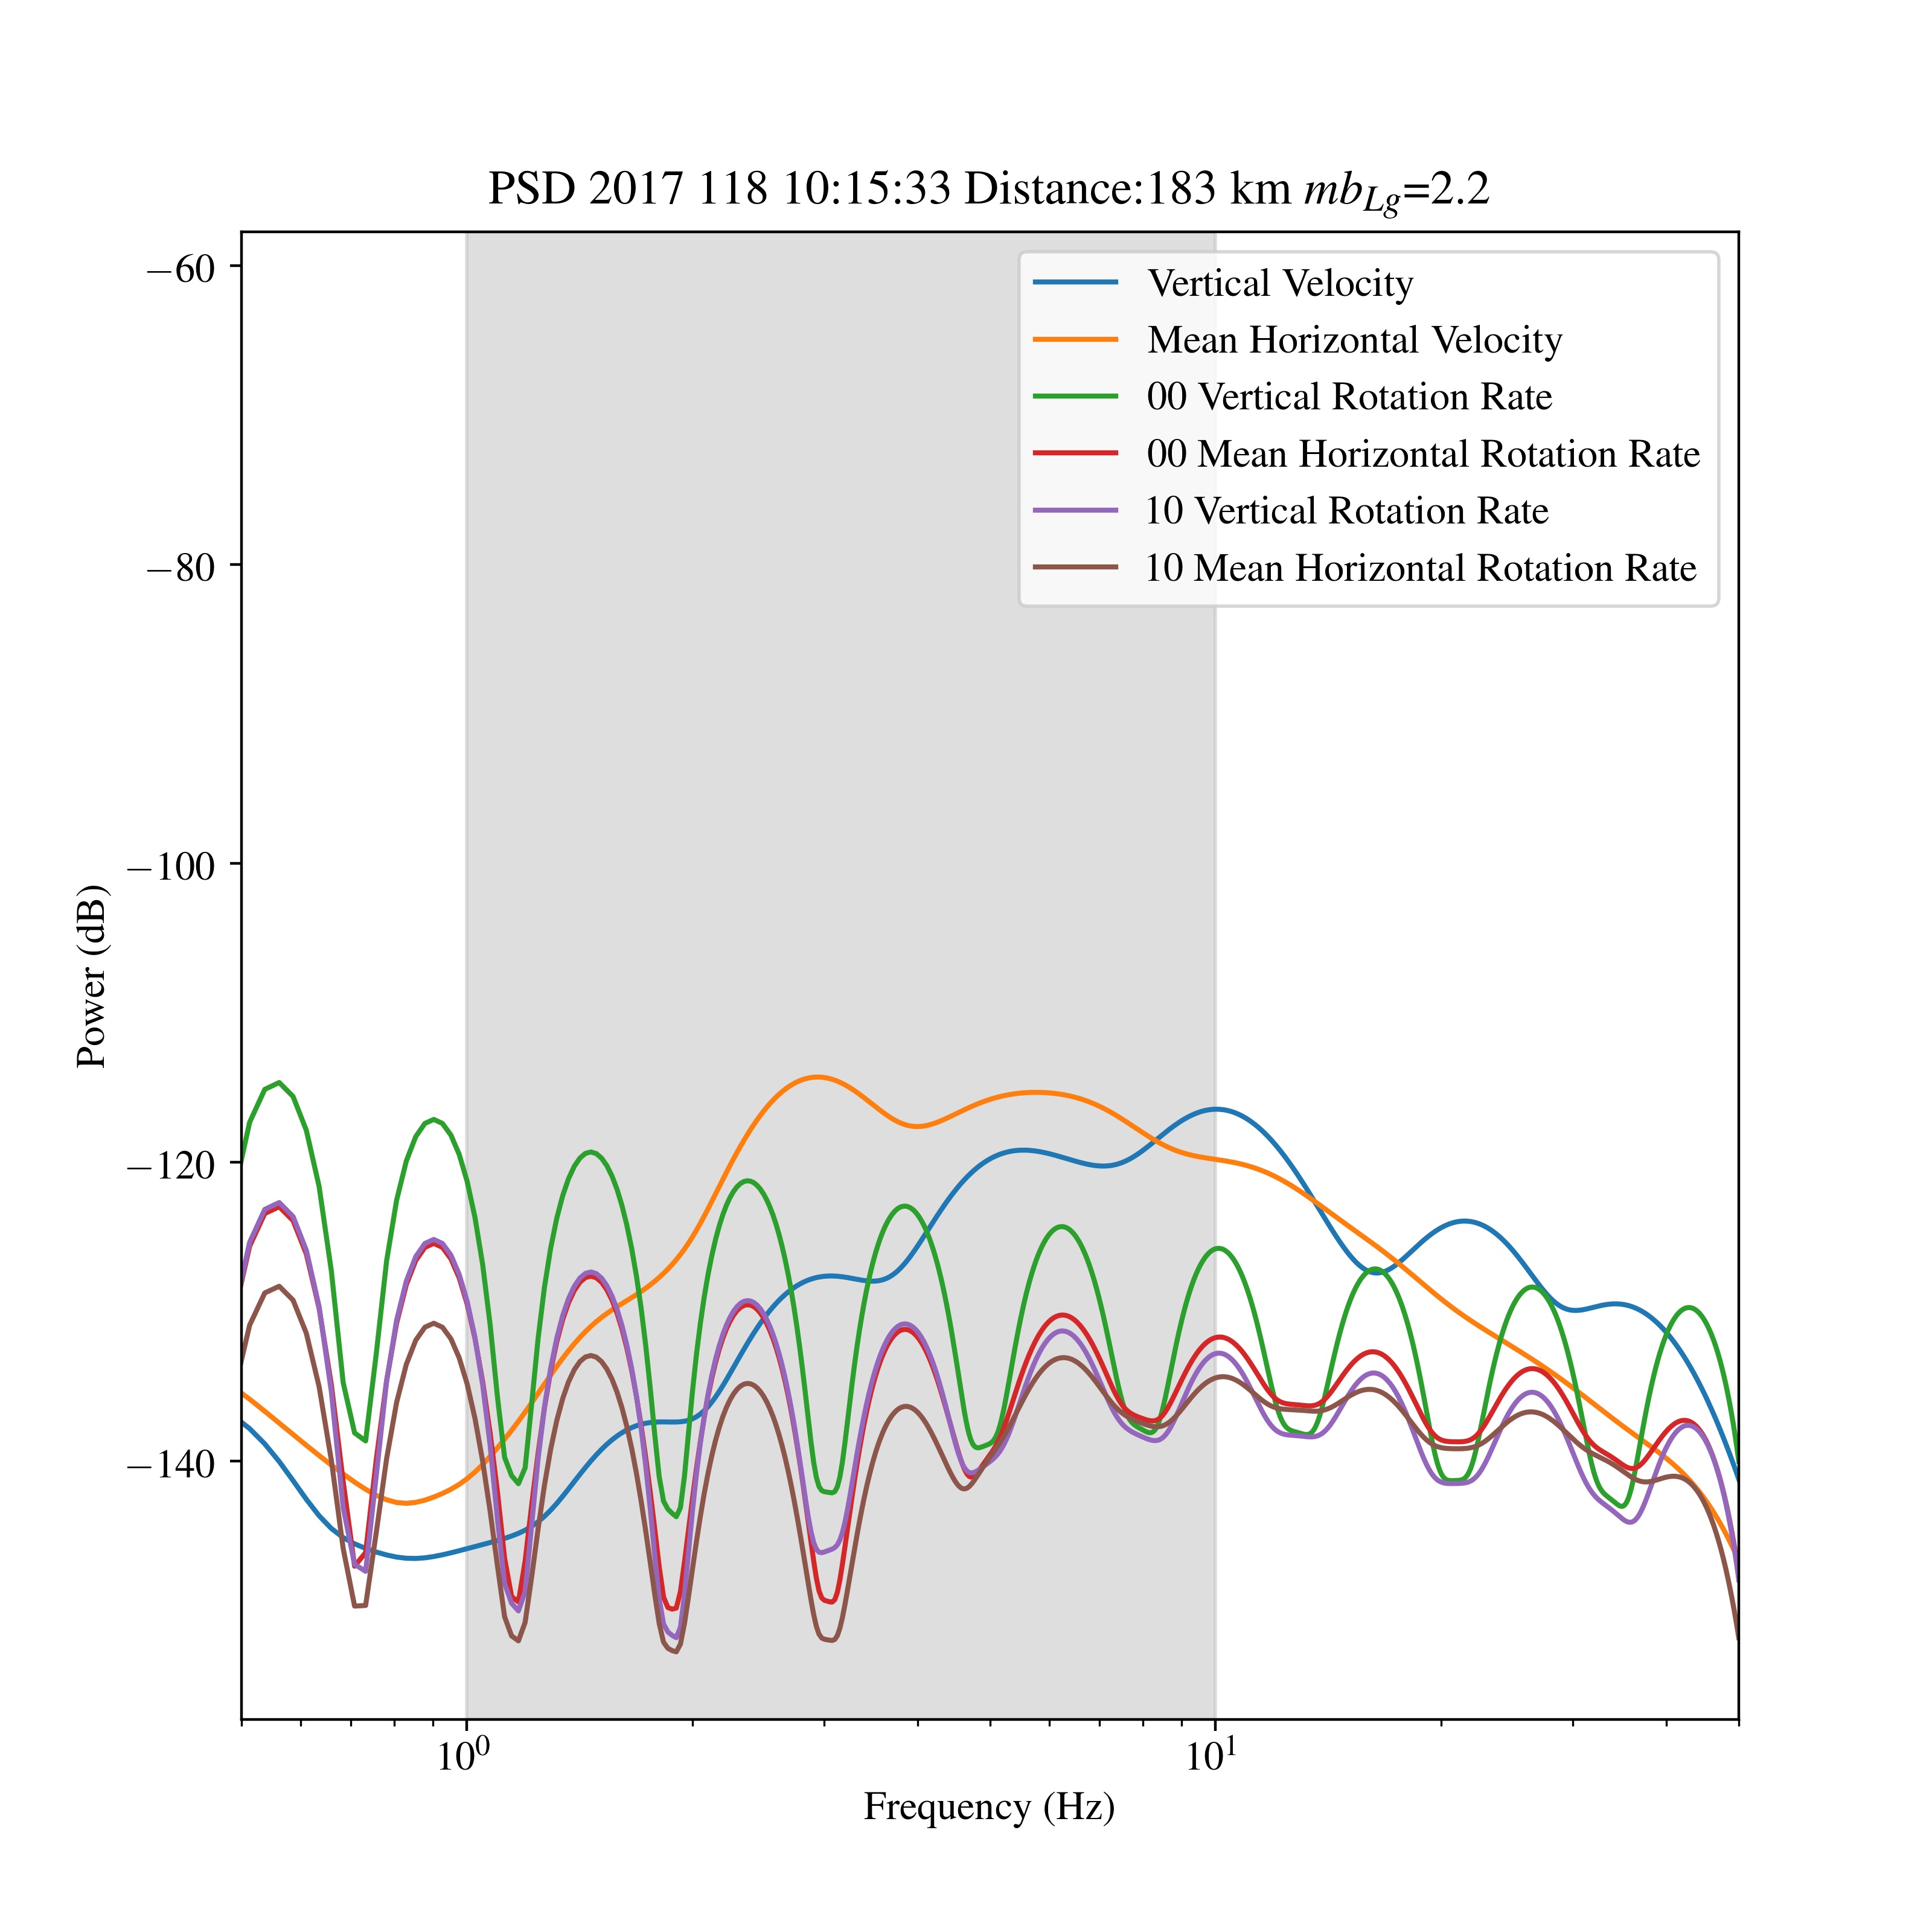 PSD 2017 118 10:15:33 Distance:183 km mb_Lg=2.2
Vertical Velocity
Mean Horizontal Velocity
00 Vertical Rotation Rate
00 Mean Horizontal Rotation Rate
10 Vertical Rotation Rate
10 Mean Horizontal Rotation Rate
−60
−80
−100
−120
−140
Power (dB)
10^0 10^1
Frequency (Hz)